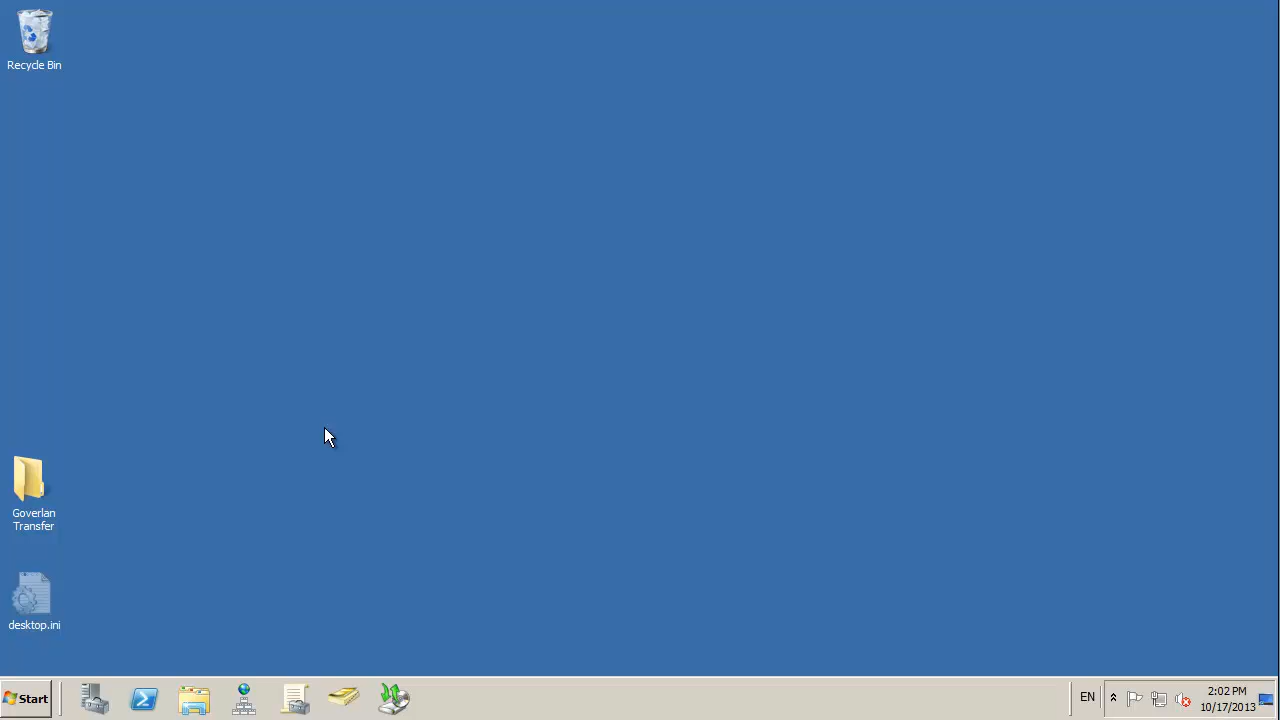 Recycle Bin
Goverlan
Transfer
desktop.ini
Start
EN
2:02 PM
10/17/2013